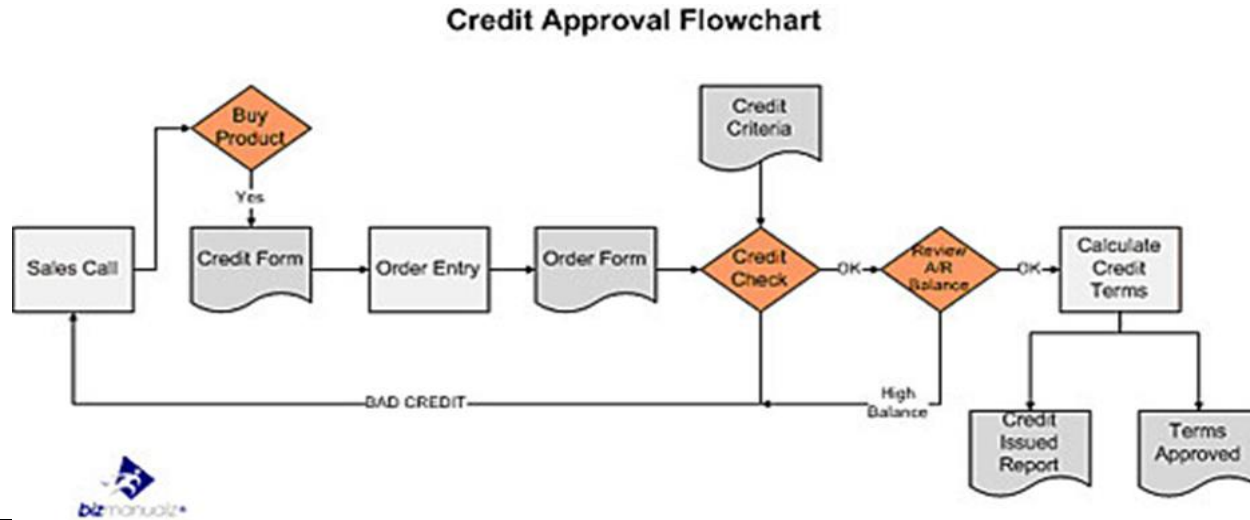 Credit Approval Flowchart
Buy
Product
Yes
Credit
Criteria
Sales Call
Credit Form
Order Entry
Order Form
Credit
Check
OK
Review
A/R
Balance
OK
Calculate
Credit
Terms
BAD CREDIT
High
Balance
Credit
Issued
Report
Terms
Approved
bizmanualz